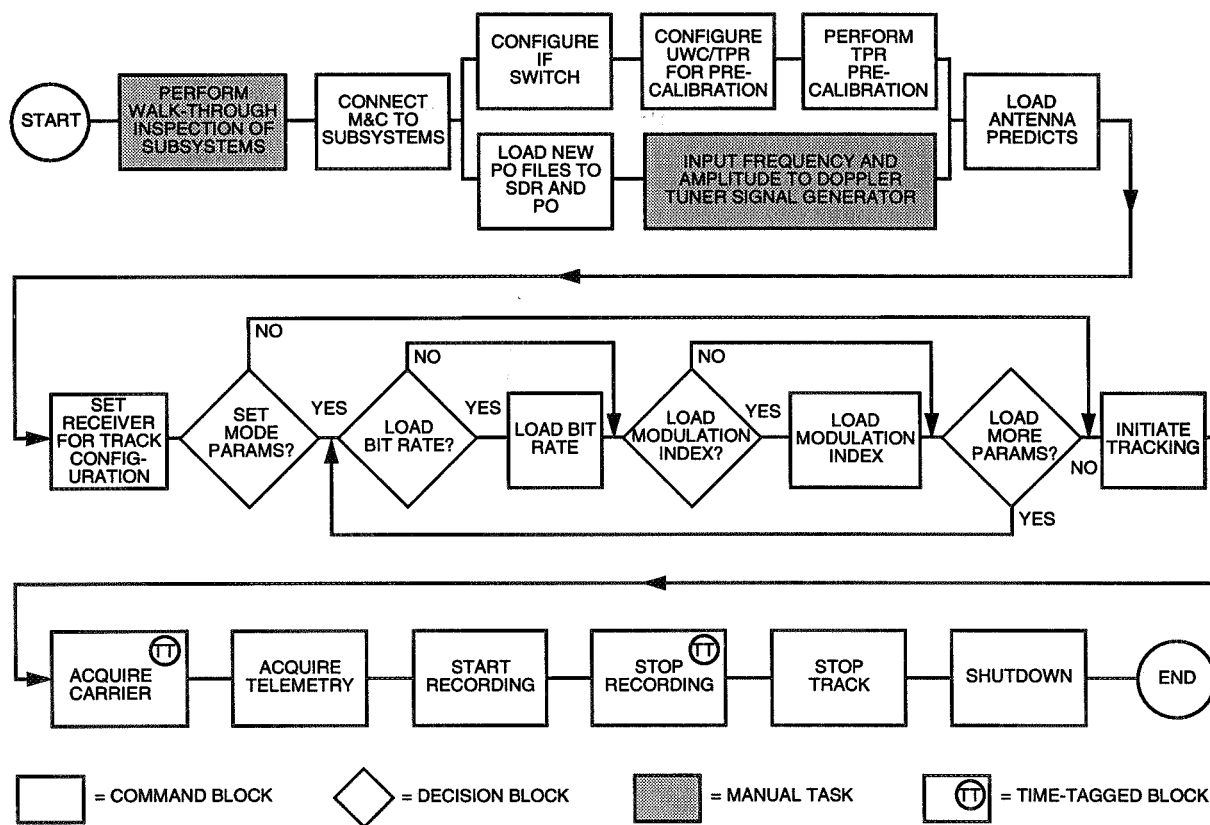 START
PERFORM
WALK-THROUGH
INSPECTION OF
SUBSYSTEMS
CONNECT
M&C TO
SUBSYSTEMS
CONFIGURE
IF
SWITCH
CONFIGURE
UWC/TPR
FOR PRE-
CALIBRATION
PERFORM
TPR
PRE-
CALIBRATION
LOAD NEW
PO FILES TO
SDR AND
PO
INPUT FREQUENCY AND
AMPLITUDE TO DOPPLER
TUNER SIGNAL GENERATOR
LOAD
ANTENNA
PREDICTS
SET
RECEIVER
FOR TRACK
CONFIG-
URATION
SET
MODE
PARAMS?
NO
YES
LOAD
BIT RATE?
NO
YES
LOAD BIT
RATE
LOAD
MODULATION
INDEX?
NO
YES
LOAD
MODULATION
INDEX
LOAD
MORE
PARAMS?
NO
YES
INITIATE
TRACKING
ACQUIRE
CARRIER
TT
ACQUIRE
TELEMETRY
START
RECORDING
STOP
RECORDING
TT
STOP
TRACK
SHUTDOWN
END
= COMMAND BLOCK
= DECISION BLOCK
= MANUAL TASK
TT
= TIME-TAGGED BLOCK